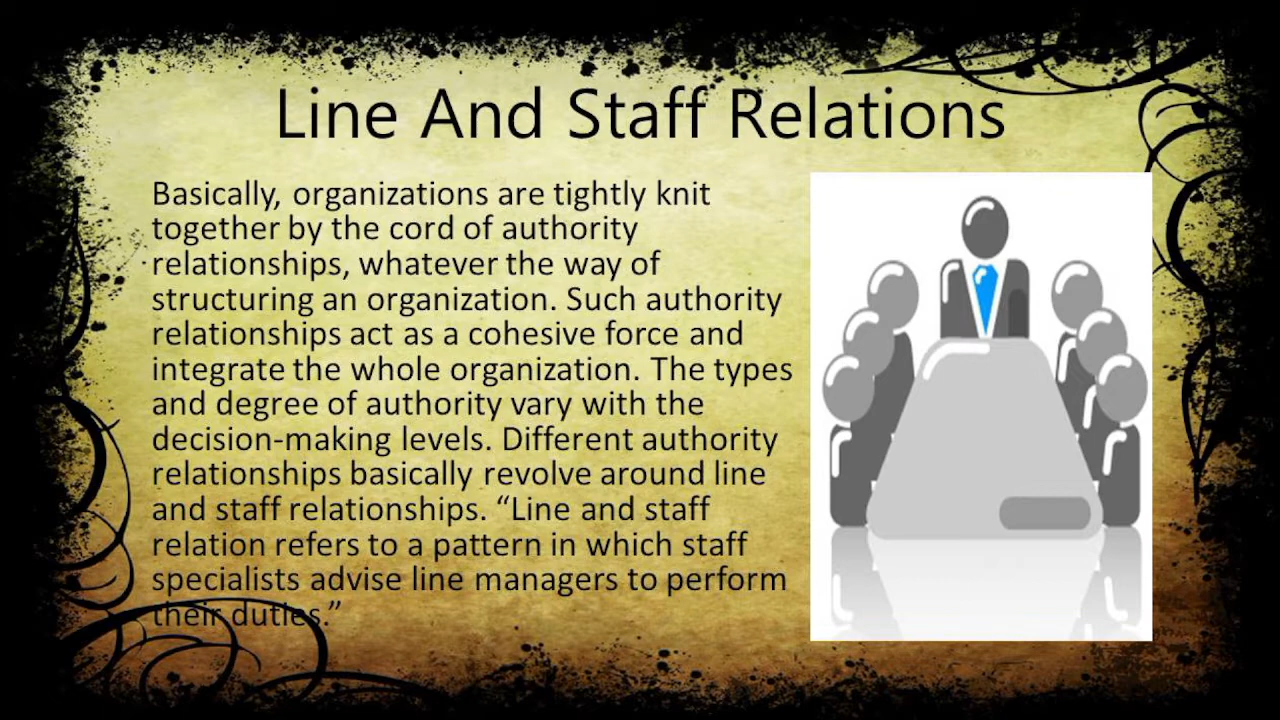 Line And Staff Relations
Basically, organizations are tightly knit
together by the cord of authority
relationships, whatever the way of
structuring an organization. Such authority
relationships act as a cohesive force and
integrate the whole organization. The types
and degree of authority vary with the
decision-making levels. Different authority
relationships basically revolve around line
and staff relationships. “Line and staff
relation refers to a pattern in which staff
specialists advise line managers to perform
their duties.”